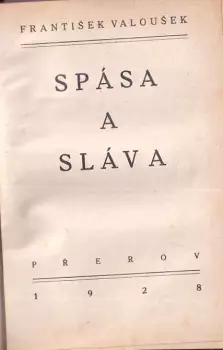 FRANTIŠEK VALOUŠEK
SPÁSA
A
SLÁVA
PŘEROV
1928